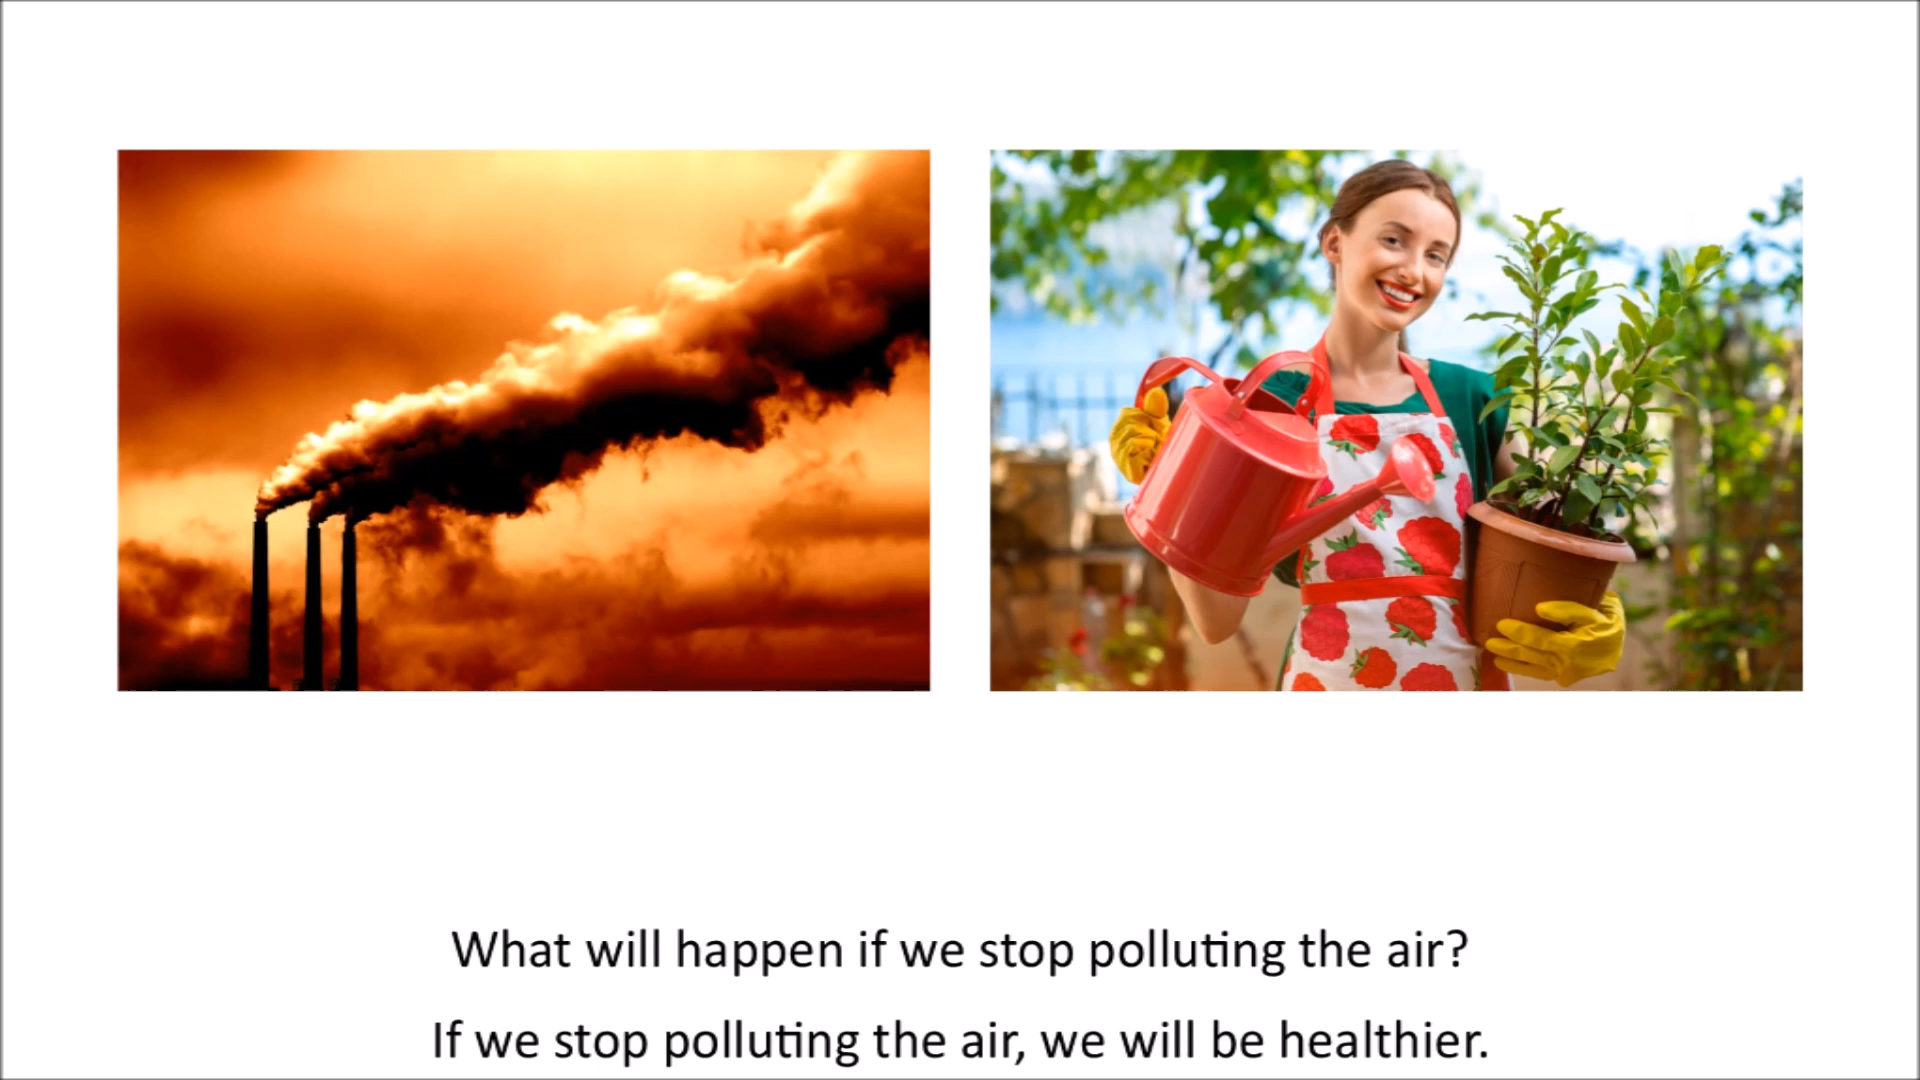 What will happen if we stop polluting the air?
If we stop polluting the air, we will be healthier.